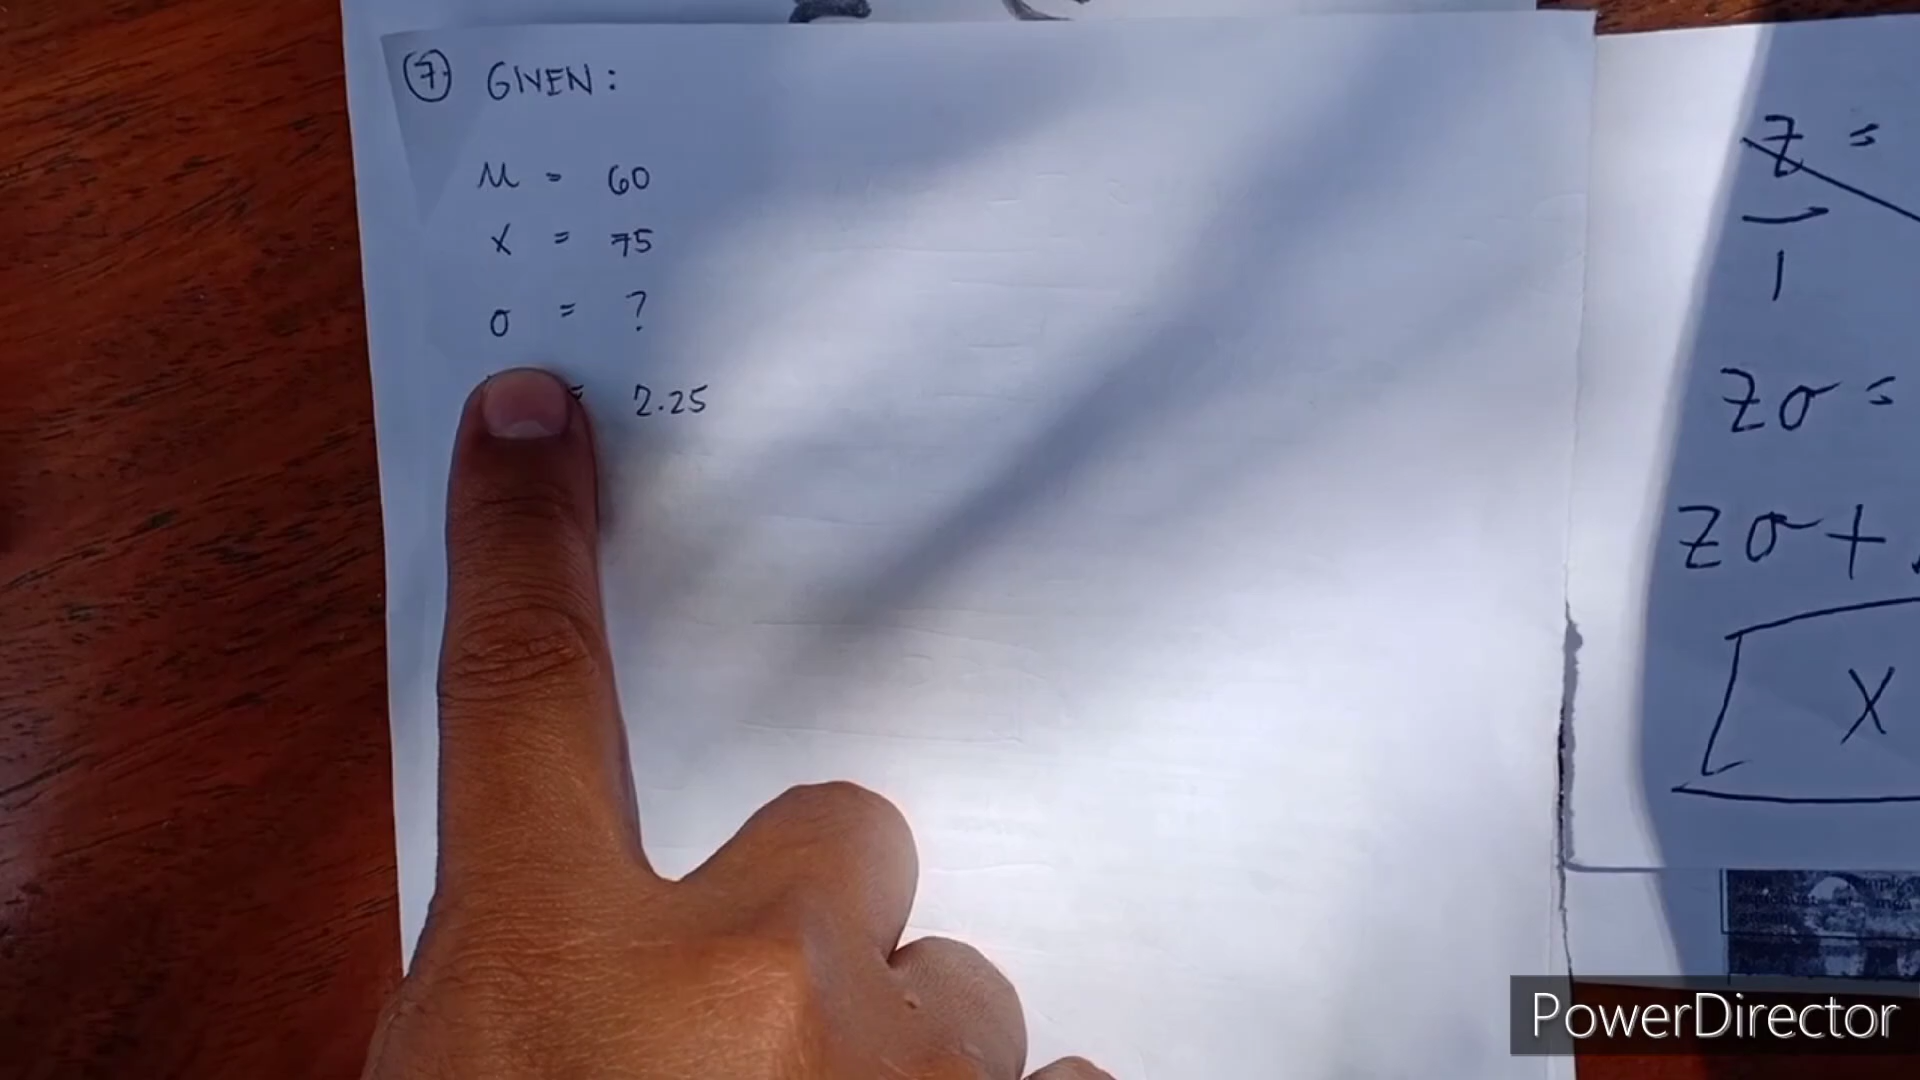 7. GIVEN:
M = 60
X = 75
σ = ?
= 2.25
z =
1
zσ =
zσ +
X
PowerDirector